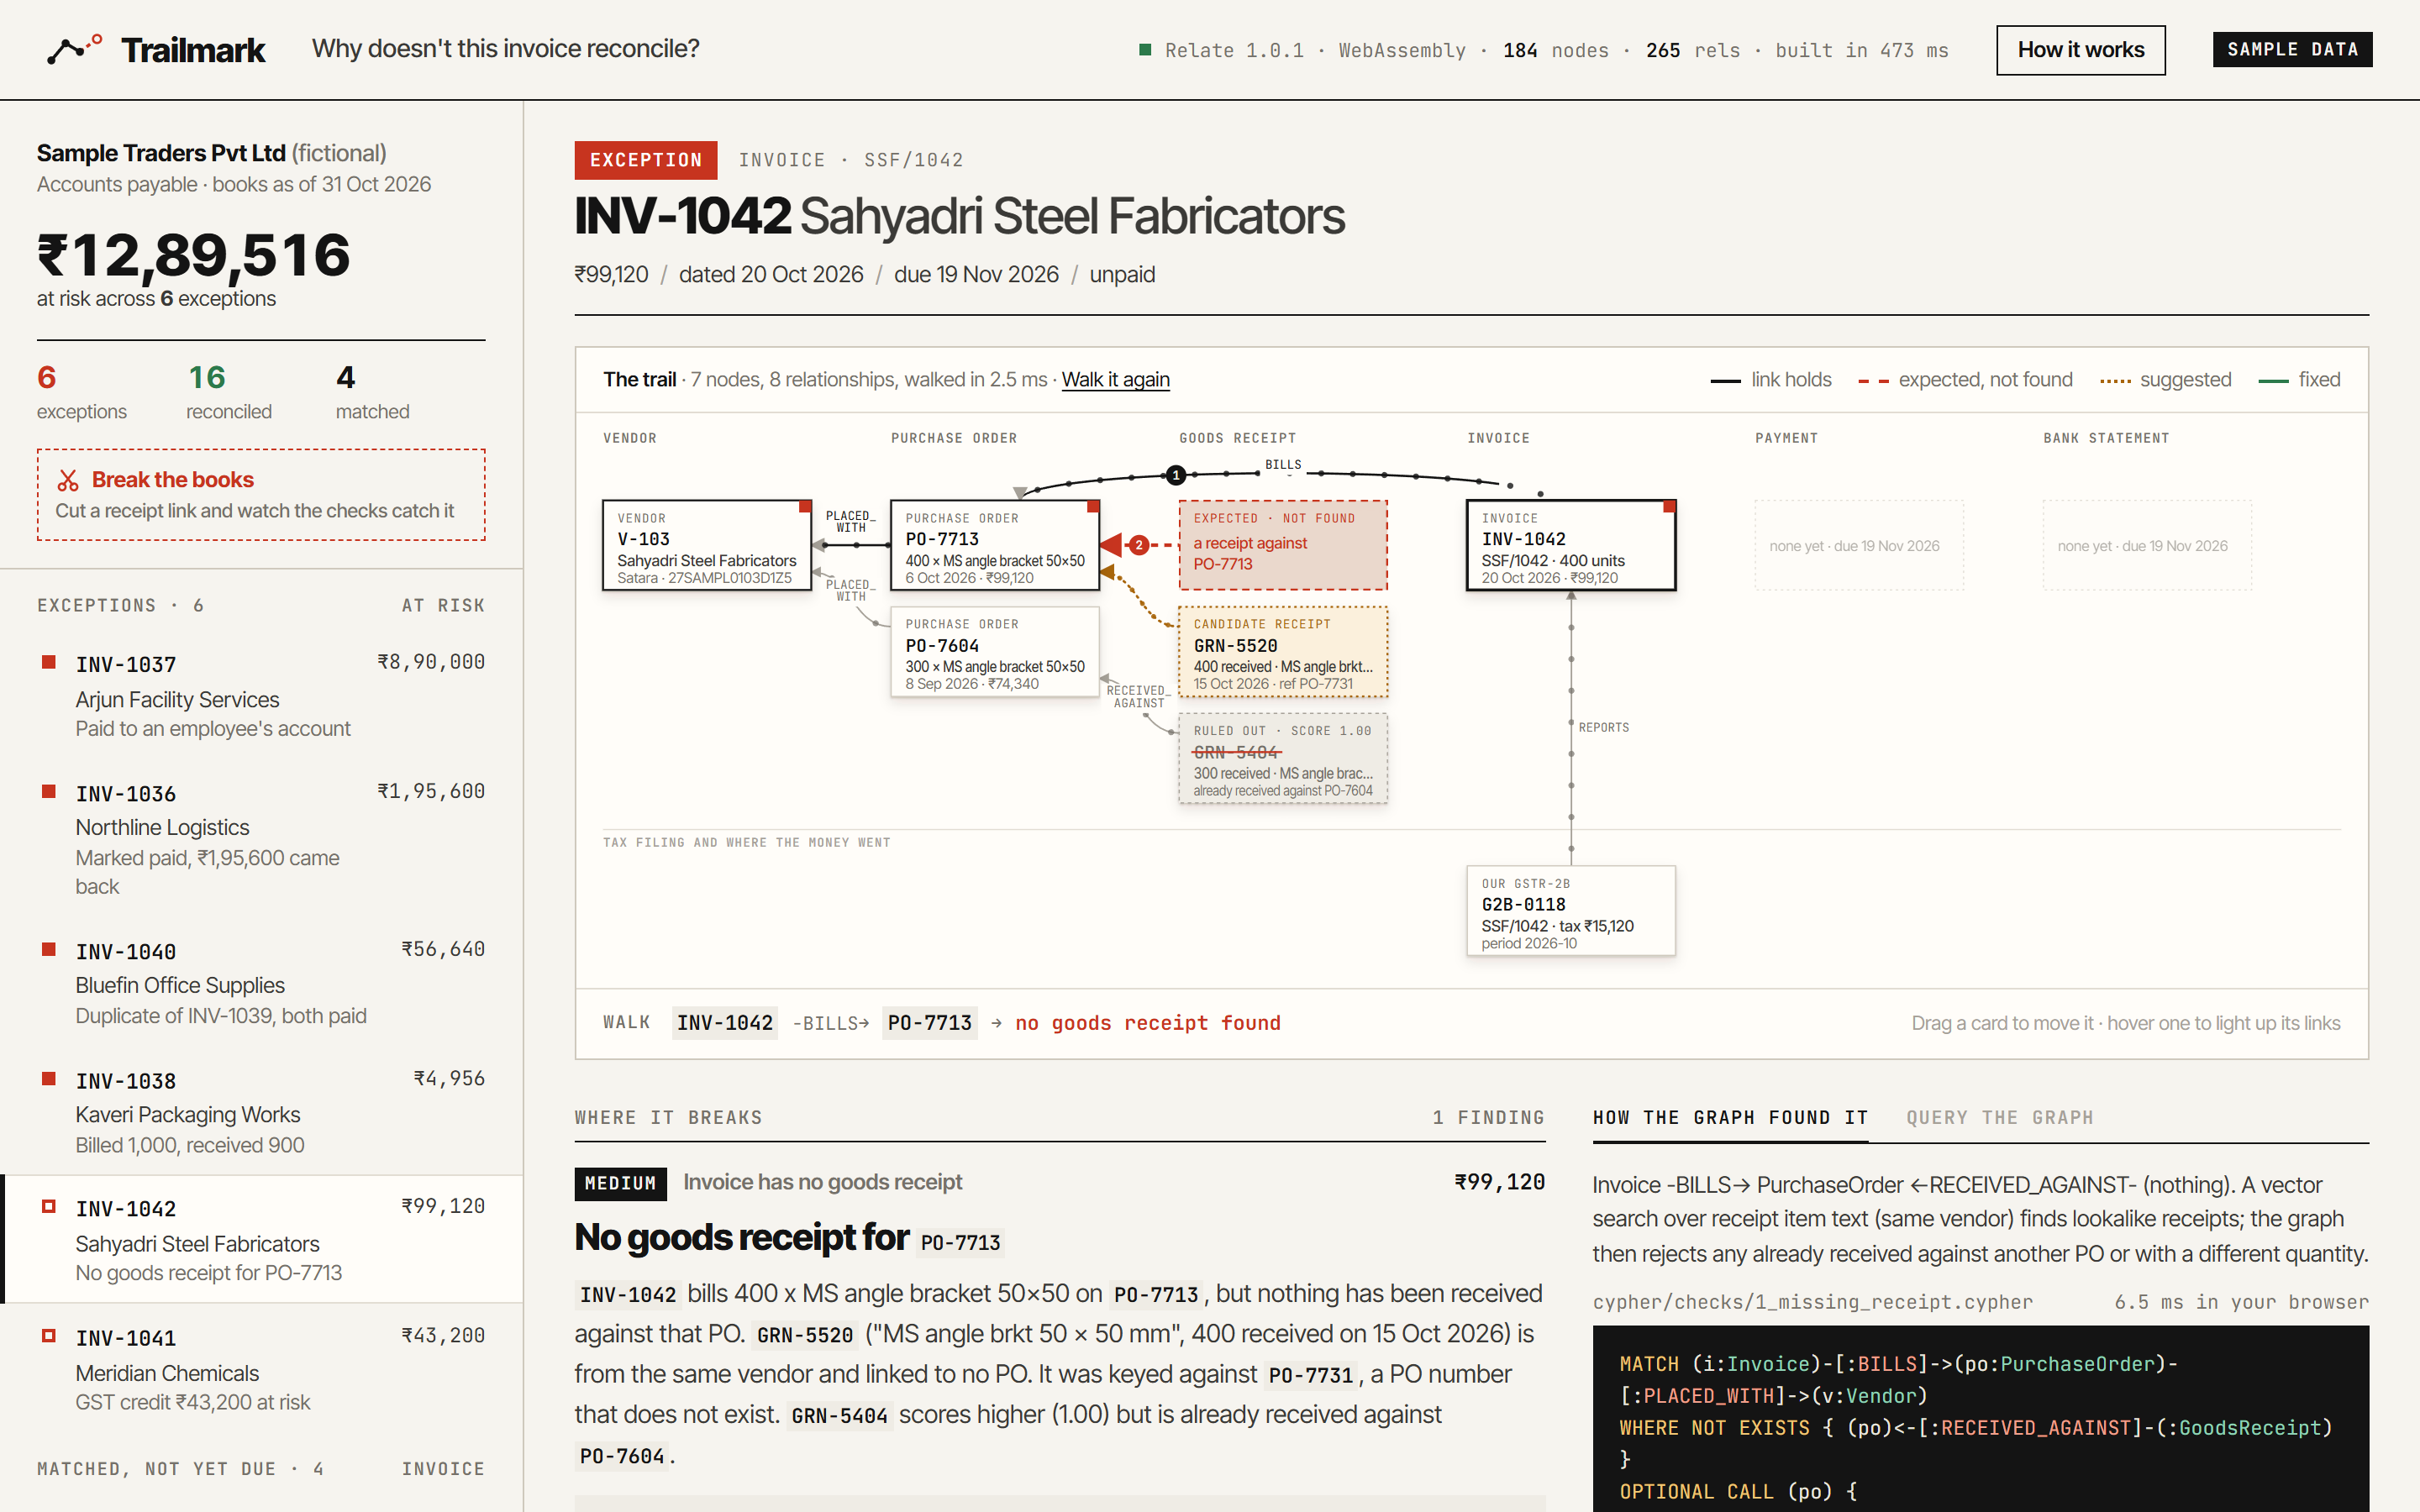 Trailmark
Why doesn't this invoice reconcile?
Relate 1.0.1 · WebAssembly · 184 nodes · 265 rels · built in 473 ms
How it works
SAMPLE DATA
Sample Traders Pvt Ltd (fictional)
Accounts payable · books as of 31 Oct 2026
₹12,89,516
at risk across 6 exceptions
6
exceptions
16
reconciled
4
matched
Break the books
Cut a receipt link and watch the checks catch it
EXCEPTIONS · 6 AT RISK
INV-1037 ₹8,90,000
Arjun Facility Services
Paid to an employee's account
INV-1036 ₹1,95,600
Northline Logistics
Marked paid, ₹1,95,600 came
back
INV-1040 ₹56,640
Bluefin Office Supplies
Duplicate of INV-1039, both paid
INV-1038 ₹4,956
Kaveri Packaging Works
Billed 1,000, received 900
INV-1042 ₹99,120
Sahyadri Steel Fabricators
No goods receipt for PO-7713
INV-1041 ₹43,200
Meridian Chemicals
GST credit ₹43,200 at risk
MATCHED, NOT YET DUE · 4 INVOICE
EXCEPTION INVOICE · SSF/1042
INV-1042 Sahyadri Steel Fabricators
₹99,120 / dated 20 Oct 2026 / due 19 Nov 2026 / unpaid
The trail · 7 nodes, 8 relationships, walked in 2.5 ms · Walk it again
link holds expected, not found suggested fixed
VENDOR PURCHASE ORDER GOODS RECEIPT INVOICE PAYMENT BANK STATEMENT
BILLS
1
VENDOR
V-103
Sahyadri Steel Fabricators
Satara · 27SAMPL0103D1Z5
PLACED_
WITH
PLACED_
WITH
PURCHASE ORDER
PO-7713
400 × MS angle bracket 50×50
6 Oct 2026 · ₹99,120
2
EXPECTED · NOT FOUND
a receipt against
PO-7713
INVOICE
INV-1042
SSF/1042 · 400 units
20 Oct 2026 · ₹99,120
none yet · due 19 Nov 2026
none yet · due 19 Nov 2026
PURCHASE ORDER
PO-7604
300 × MS angle bracket 50×50
8 Sep 2026 · ₹74,340
RECEIVED_
AGAINST
CANDIDATE RECEIPT
GRN-5520
400 received · MS angle brkt...
15 Oct 2026 · ref PO-7731
RULED OUT · SCORE 1.00
GRN-5404
300 received · MS angle brac...
already received against PO-7604
REPORTS
TAX FILING AND WHERE THE MONEY WENT
OUR GSTR-2B
G2B-0118
SSF/1042 · tax ₹15,120
period 2026-10
WALK INV-1042 -BILLS→ PO-7713 → no goods receipt found
Drag a card to move it · hover one to light up its links
WHERE IT BREAKS 1 FINDING
MEDIUM Invoice has no goods receipt ₹99,120
No goods receipt for PO-7713
INV-1042 bills 400 x MS angle bracket 50×50 on PO-7713, but nothing has been received
against that PO. GRN-5520 ("MS angle brkt 50 × 50 mm", 400 received on 15 Oct 2026) is
from the same vendor and linked to no PO. It was keyed against PO-7731, a PO number
that does not exist. GRN-5404 scores higher (1.00) but is already received against
PO-7604.
HOW THE GRAPH FOUND IT QUERY THE GRAPH
Invoice -BILLS→ PurchaseOrder ←RECEIVED_AGAINST- (nothing). A vector
search over receipt item text (same vendor) finds lookalike receipts; the graph
then rejects any already received against another PO or with a different quantity.
cypher/checks/1_missing_receipt.cypher 6.5 ms in your browser
MATCH (i:Invoice)-[:BILLS]->(po:PurchaseOrder)-
[:PLACED_WITH]->(v:Vendor)
WHERE NOT EXISTS { (po)<-[:RECEIVED_AGAINST]-(:GoodsReceipt)
}
OPTIONAL CALL (po) {